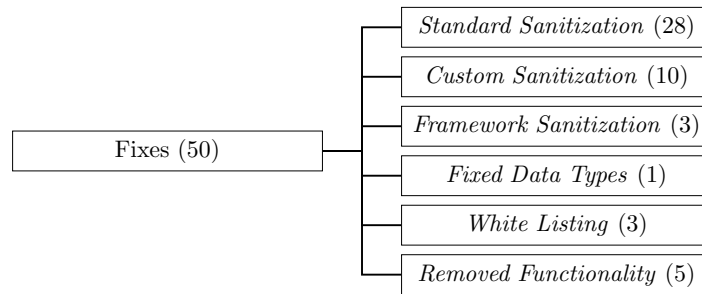 Fixes (50)
Standard Sanitization (28)
Custom Sanitization (10)
Framework Sanitization (3)
Fixed Data Types (1)
White Listing (3)
Removed Functionality (5)